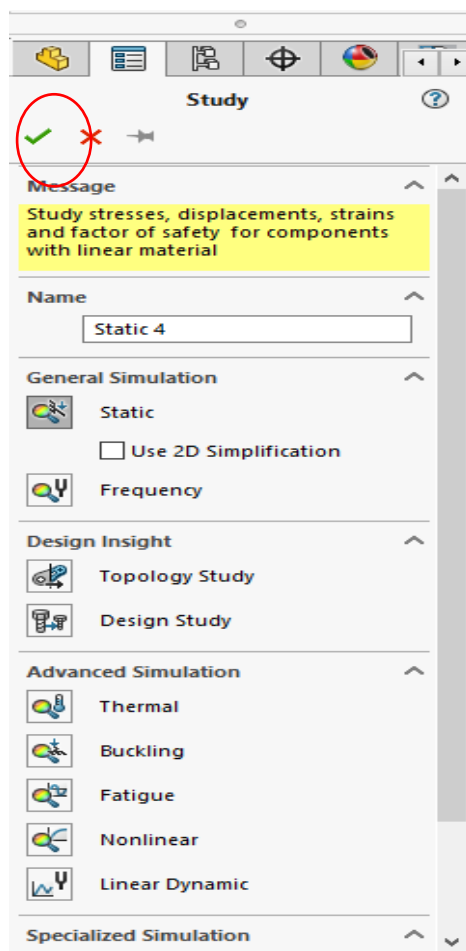 Study
Message
Study stresses, displacements, strains
and factor of safety for components
with linear material
Name
Static 4
General Simulation
Static
Use 2D Simplification
Frequency
Design Insight
Topology Study
Design Study
Advanced Simulation
Thermal
Buckling
Fatigue
Nonlinear
Linear Dynamic
Specialized Simulation